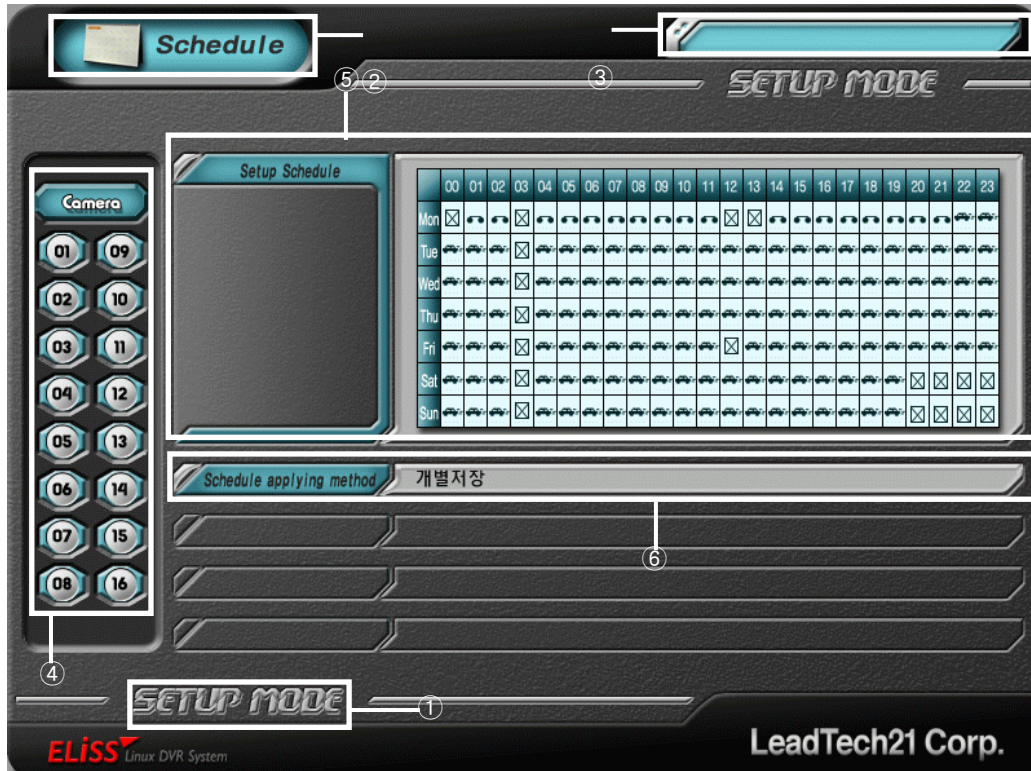 Schedule
⑤② ③
SETUP MODE
Setup Schedule
00 01 02 03 04 05 06 07 08 09 10 11 12 13 14 15 16 17 18 19 20 21 22 23
Mon
Tue
Wed
Thu
Fri
Sat
Sun
Camera
01 09
02 10
03 11
04 12
05 13
06 14
07 15
08 16
Schedule applying method 개별저장
⑥
④
SETUP MODE ①
ELiSS Linux DVR System
LeadTech21 Corp.